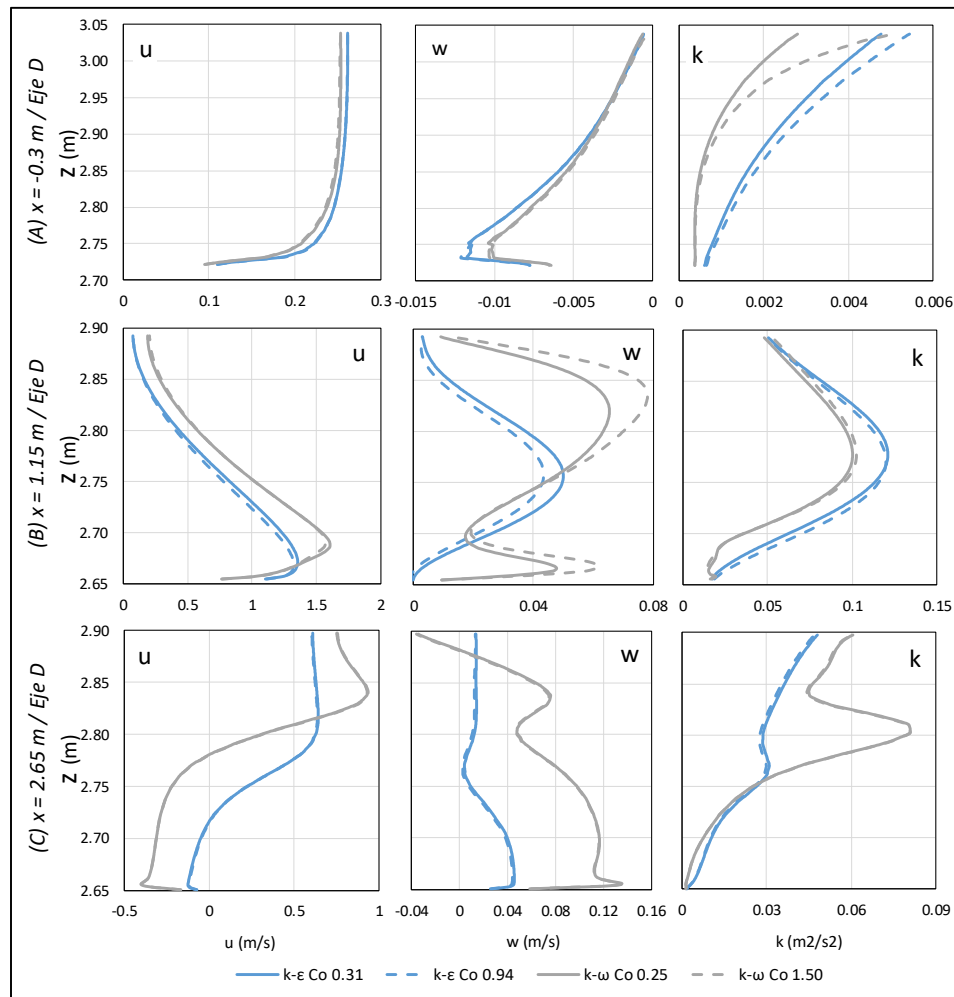 (A) x = -0.3 m / Eje D
Z (m)
3.05
3.00
2.95
2.90
2.85
2.80
2.75
2.70
u
0
0.1
0.2
0.3
w
-0.015
-0.01
-0.005
0
k
0
0.002
0.004
0.006
(B) x = 1.15 m / Eje D
Z (m)
2.90
2.85
2.80
2.75
2.70
2.65
u
0
0.5
1
1.5
2
w
0
0.04
0.08
k
0
0.05
0.1
0.15
(C) x = 2.65 m / Eje D
Z (m)
2.90
2.85
2.80
2.75
2.70
2.65
u
-0.5
0
0.5
1
u (m/s)
w
-0.04
0
0.04
0.08
0.12
0.16
w (m/s)
k
0
0.03
0.06
0.09
k (m2/s2)
k-ε Co 0.31
k-ε Co 0.94
k-ω Co 0.25
k-ω Co 1.50